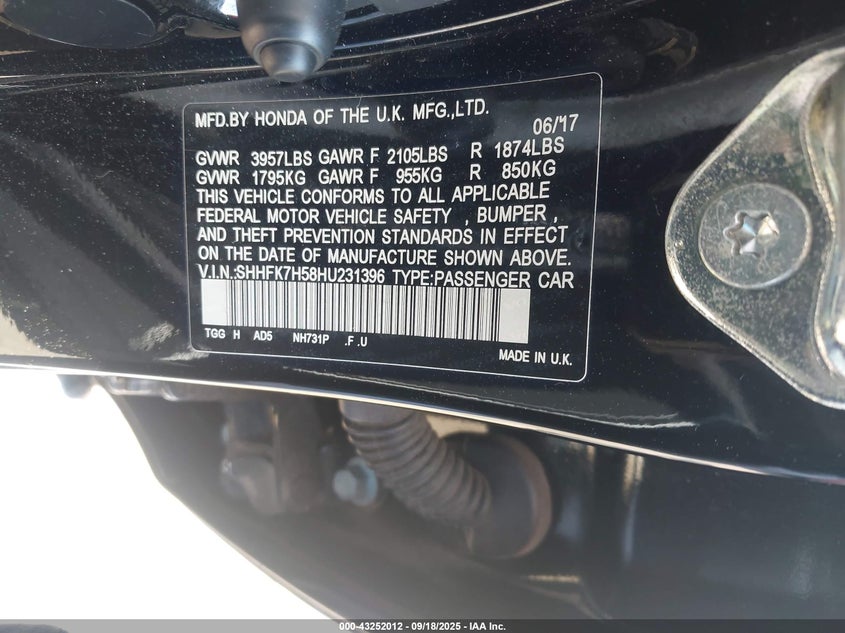 MFD.BY HONDA OF THE U.K. MFG.,LTD.
06/17
GVWR 3957LBS GAWR F 2105LBS R 1874LBS
GVWR 1795KG GAWR F 955KG R 850KG
THIS VEHICLE CONFORMS TO ALL APPLICABLE
FEDERAL MOTOR VEHICLE SAFETY , BUMPER ,
AND THEFT PREVENTION STANDARDS IN EFFECT
ON THE DATE OF MANUFACTURE SHOWN ABOVE.
V.I.N.:SHHFK7H58HU231396 TYPE:PASSENGER CAR
TGG H AD5 NH731P .F .U
MADE IN U.K.
000-43252012 - 09/18/2025 - IAA Inc.